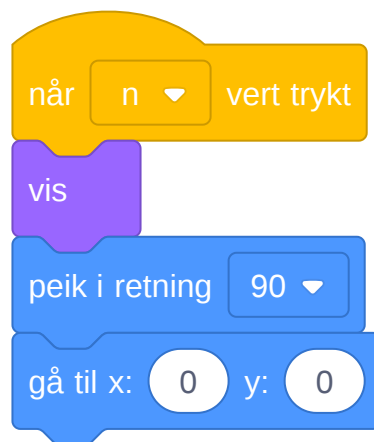 når n vert trykt
vis
peik i retning 90
gå til x: 0 y: 0